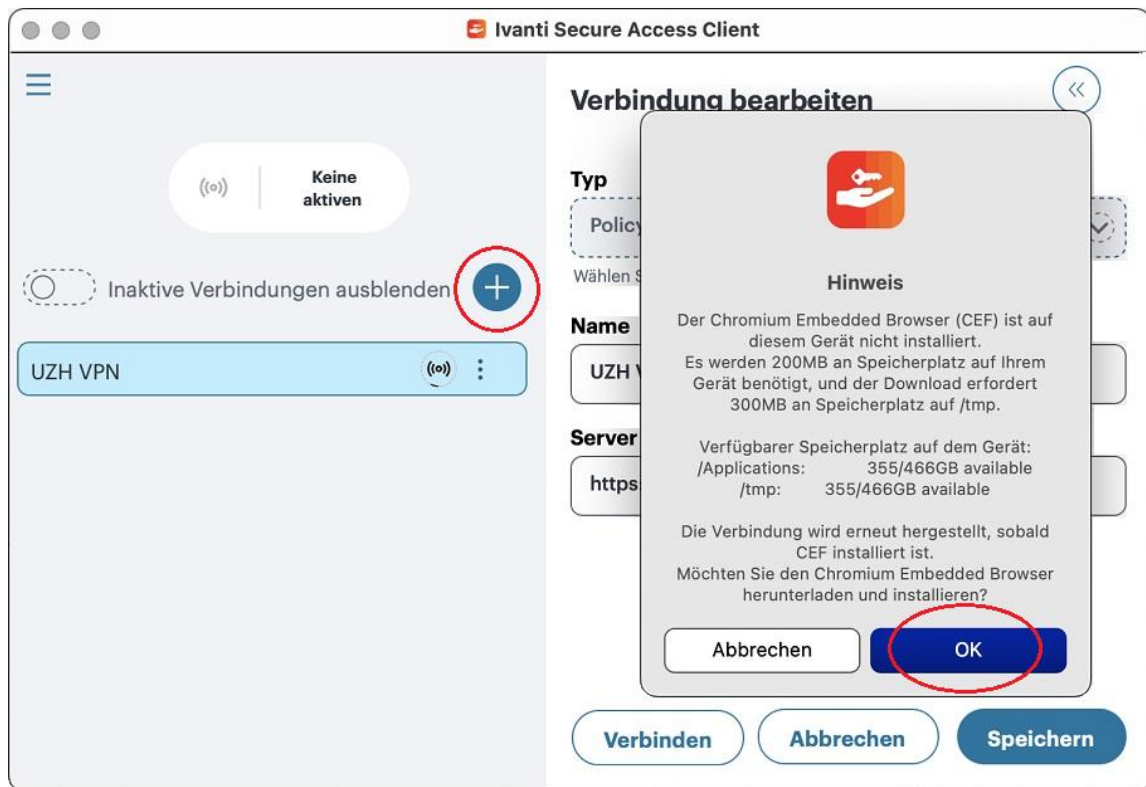 Ivanti Secure Access Client
Keine
aktiven
Inaktive Verbindungen ausblenden
UZH VPN
Verbindung bearbeiten
Typ
Policy
Wählen S
Name
UZH V
Server
https:
Hinweis
Der Chromium Embedded Browser (CEF) ist auf
diesem Gerät nicht installiert.
Es werden 200MB an Speicherplatz auf Ihrem
Gerät benötigt, und der Download erfordert
300MB an Speicherplatz auf /tmp.
Verfügbarer Speicherplatz auf dem Gerät:
/Applications: 355/466GB available
/tmp: 355/466GB available
Die Verbindung wird erneut hergestellt, sobald
CEF installiert ist.
Möchten Sie den Chromium Embedded Browser
herunterladen und installieren?
Abbrechen OK
Verbinden Abbrechen Speichern